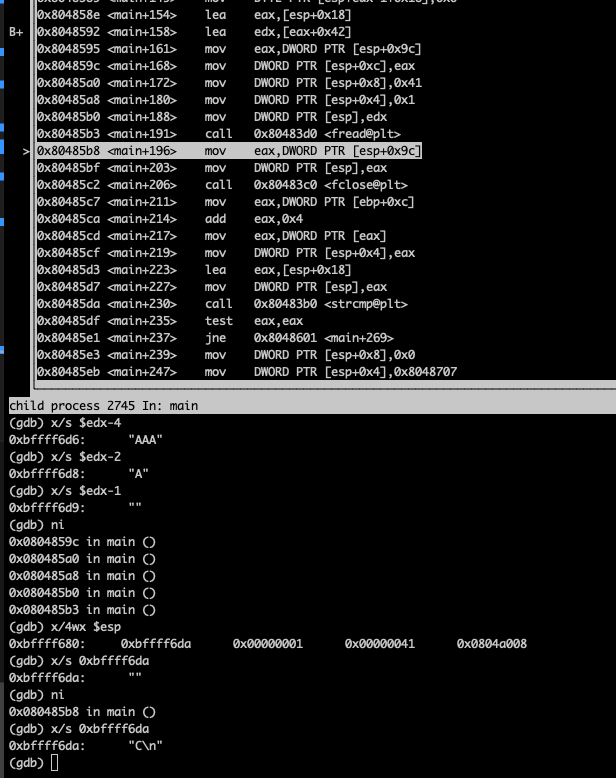 0x804858e <main+154>    lea    eax,[esp+0x18]
B+ 0x8048592 <main+158>    lea    edx,[eax+0x42]
0x8048595 <main+161>    mov    eax,DWORD PTR [esp+0x9c]
0x804859c <main+168>    mov    DWORD PTR [esp+0xc],eax
0x80485a0 <main+172>    mov    DWORD PTR [esp+0x8],0x41
0x80485a8 <main+180>    mov    DWORD PTR [esp+0x4],0x1
0x80485b0 <main+188>    mov    DWORD PTR [esp],edx
0x80485b3 <main+191>    call   0x80483d0 <fread@plt>
> 0x80485b8 <main+196>    mov    eax,DWORD PTR [esp+0x9c]
0x80485bf <main+203>    mov    DWORD PTR [esp],eax
0x80485c2 <main+206>    call   0x80483c0 <fclose@plt>
0x80485c7 <main+211>    mov    eax,DWORD PTR [ebp+0xc]
0x80485ca <main+214>    add    eax,0x4
0x80485cd <main+217>    mov    eax,DWORD PTR [eax]
0x80485cf <main+219>    mov    DWORD PTR [esp+0x4],eax
0x80485d3 <main+223>    lea    eax,[esp+0x18]
0x80485d7 <main+227>    mov    DWORD PTR [esp],eax
0x80485da <main+230>    call   0x80483b0 <strcmp@plt>
0x80485df <main+235>    test   eax,eax
0x80485e1 <main+237>    jne    0x8048601 <main+269>
0x80485e3 <main+239>    mov    DWORD PTR [esp+0x8],0x0
0x80485eb <main+247>    mov    DWORD PTR [esp+0x4],0x8048707
child process 2745 In: main
(gdb) x/s $edx-4
0xbffff6d6:      "AAA"
(gdb) x/s $edx-2
0xbffff6d8:      "A"
(gdb) x/s $edx-1
0xbffff6d9:      ""
(gdb) ni
0x0804859c in main ()
0x080485a0 in main ()
0x080485a8 in main ()
0x080485b0 in main ()
0x080485b3 in main ()
(gdb) x/4wx $esp
0xbffff680:     0xbffff6da      0x00000001      0x00000041      0x0804a008
(gdb) x/s 0xbffff6da
0xbffff6da:      ""
(gdb) ni
0x080485b8 in main ()
(gdb) x/s 0xbffff6da
0xbffff6da:      "C\n"
(gdb)